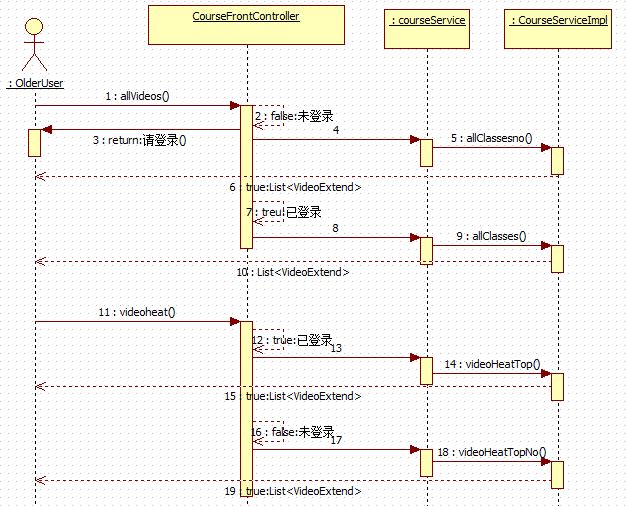 CourseFrontController
: courseService
: CourseServiceImpl
: OlderUser
1 : allVideos()
2 : false:未登录
3 : return:请登录()
4
5 : allClassesno()
6 : true:List<VideoExtend>
7 : treu:已登录
8
9 : allClasses()
10 : List<VideoExtend>
11 : videoheat()
12 : true:已登录
13
14 : videoHeatTop()
15 : true:List<VideoExtend>
16 : false:未登录
17
18 : videoHeatTopNo()
19 : true:List<VideoExtend>